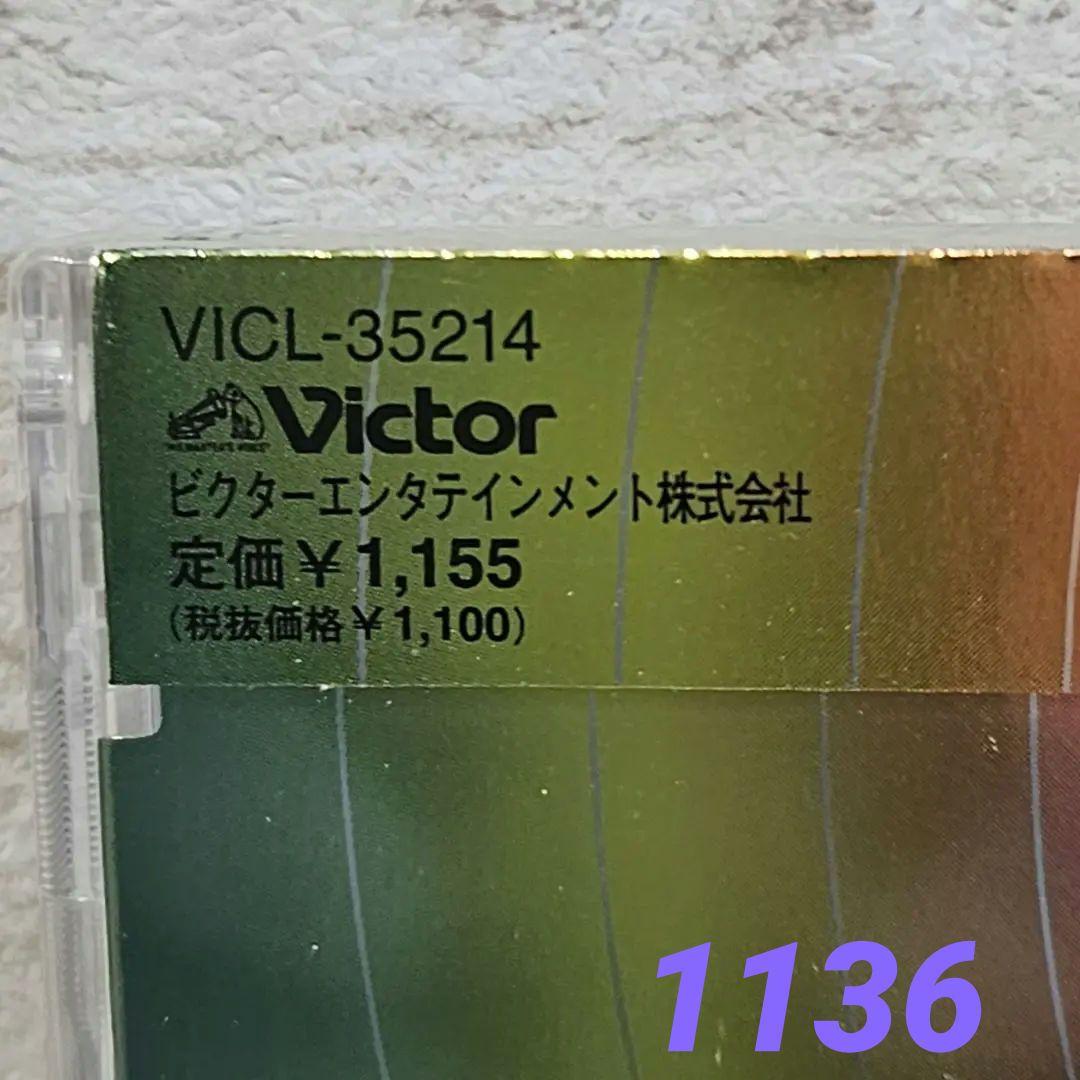 VICL-35214
Victor
ビクターエンタテインメント株式会社
定価￥1,155
(税抜価格￥1,100)
1136